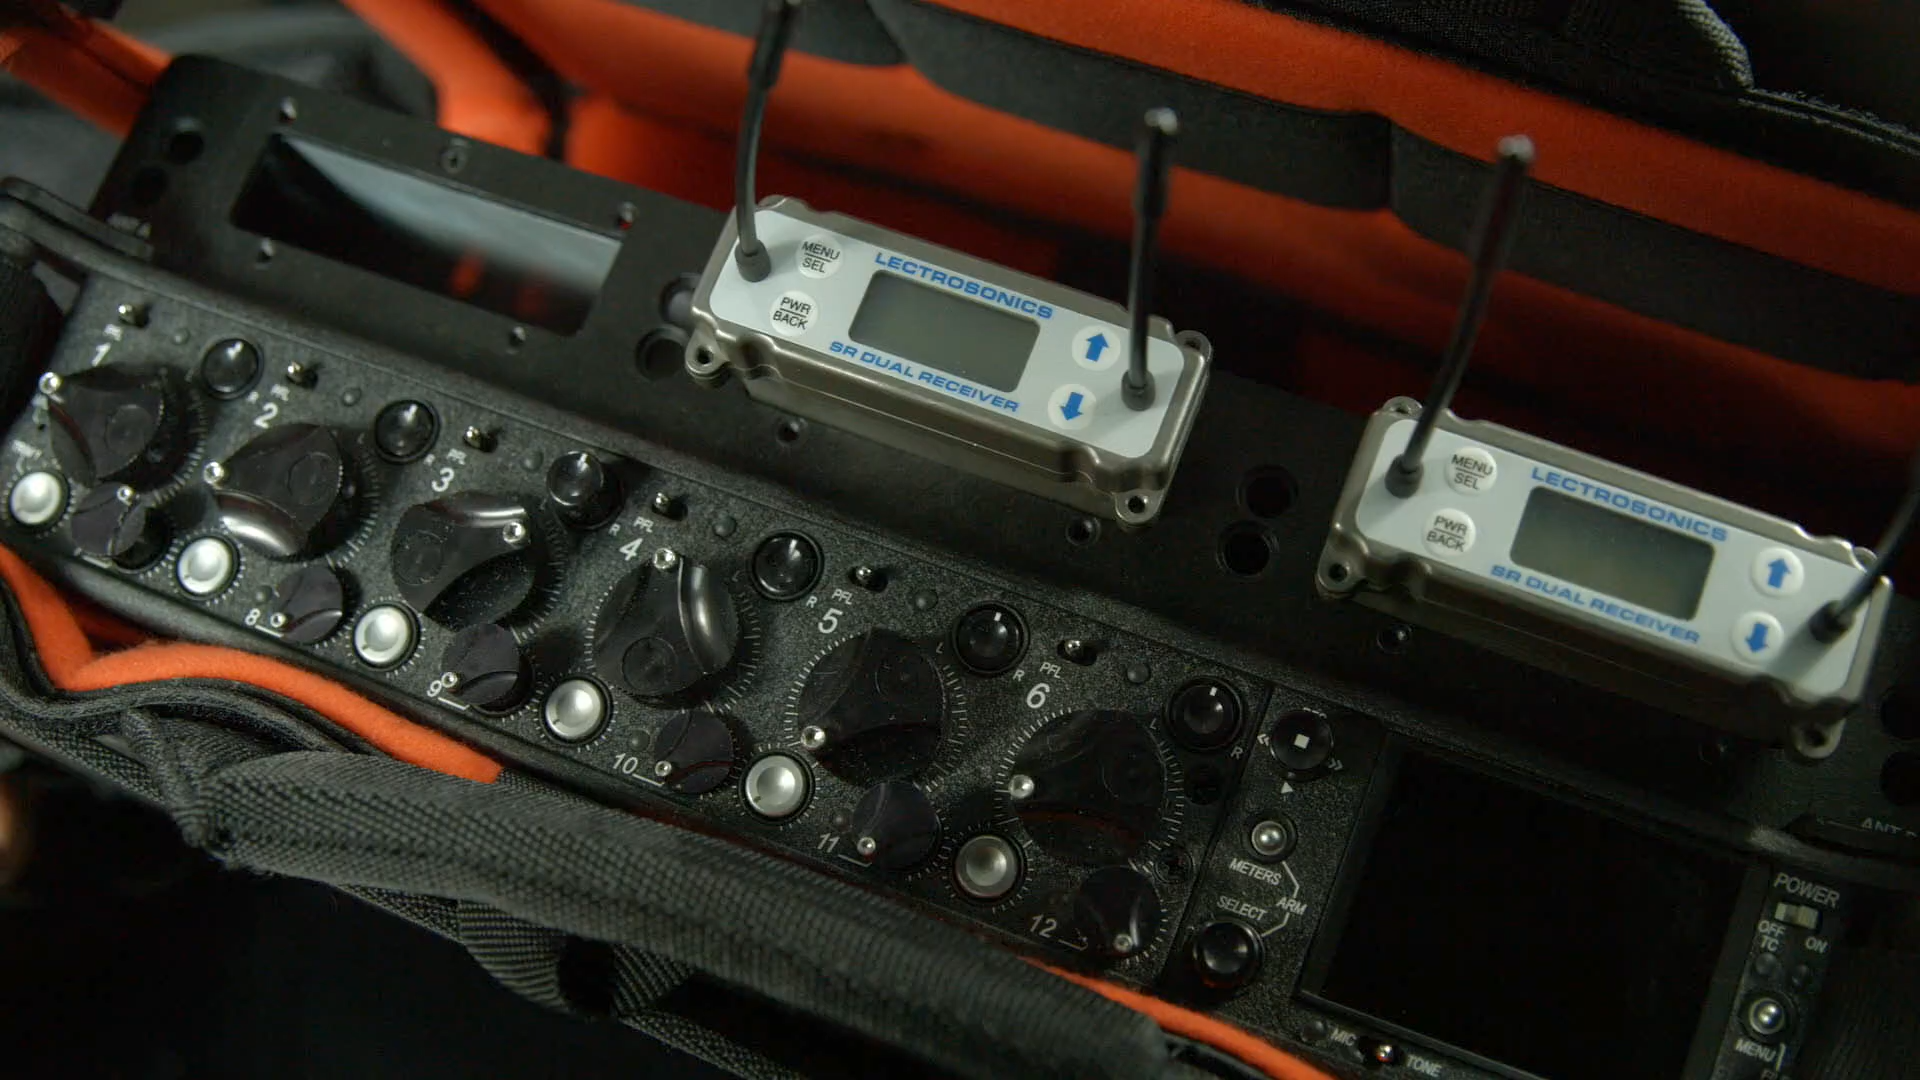 MENU
SEL
PWR
BACK
LECTROSONICS
SR DUAL RECEIVER
MENU
SEL
PWR
BACK
LECTROSONICS
SR DUAL RECEIVER
1
R
PFL
2
R
PFL
3
R
PFL
4
R
PFL
5
L
R
PFL
6
L
R
8
9
10
11
12
METERS
SELECT
ARM
MIC
TONE
POWER
OFF
ON
TC
MENU